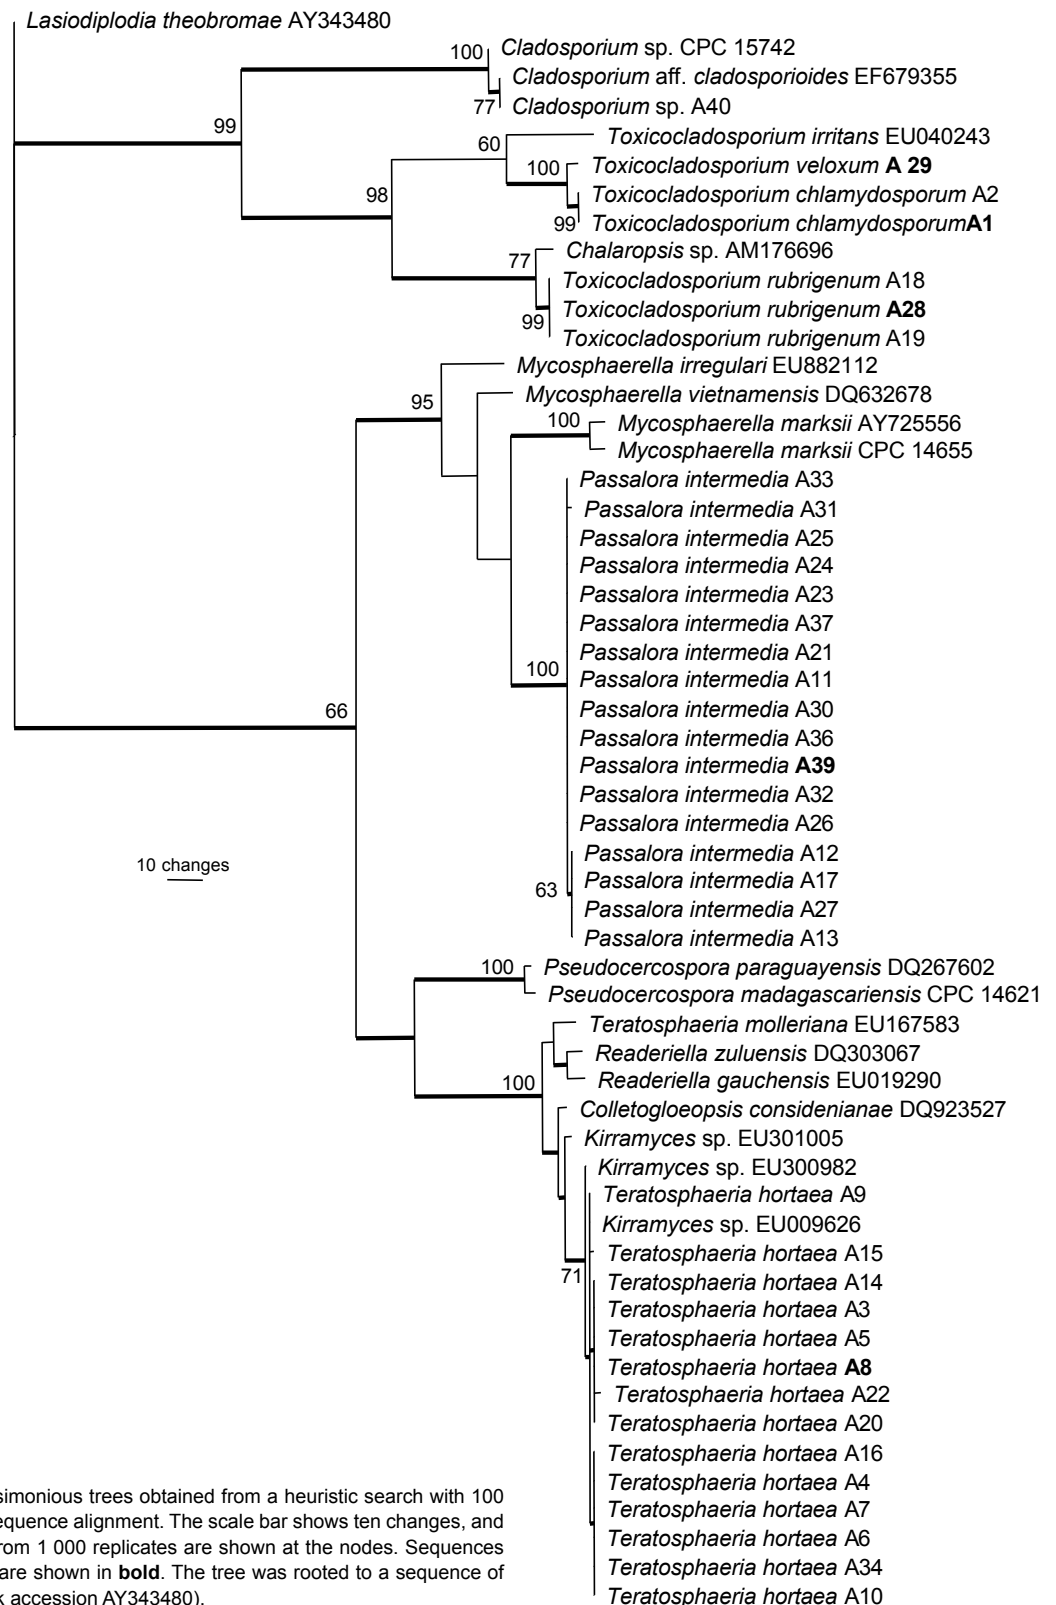 Lasiodiplodia theobromae AY343480
100
Cladosporium sp. CPC 15742
Cladosporium aff. cladosporioides EF679355
77
Cladosporium sp. A40
99
60
Toxicocladosporium irritans EU040243
100
Toxicocladosporium veloxum A 29
98
Toxicocladosporium chlamydosporum A2
99
Toxicocladosporium chlamydosporumA1
77
Chalaropsis sp. AM176696
Toxicocladosporium rubrigenum A18
Toxicocladosporium rubrigenum A28
99
Toxicocladosporium rubrigenum A19
Mycosphaerella irregulari EU882112
95
Mycosphaerella vietnamensis DQ632678
100
Mycosphaerella marksii AY725556
Mycosphaerella marksii CPC 14655
Passalora intermedia A33
Passalora intermedia A31
Passalora intermedia A25
Passalora intermedia A24
Passalora intermedia A23
Passalora intermedia A37
Passalora intermedia A21
100
Passalora intermedia A11
66
Passalora intermedia A30
Passalora intermedia A36
Passalora intermedia A39
Passalora intermedia A32
Passalora intermedia A26
10 changes
Passalora intermedia A12
63
Passalora intermedia A17
Passalora intermedia A27
Passalora intermedia A13
100
Pseudocercospora paraguayensis DQ267602
Pseudocercospora madagascariensis CPC 14621
Teratosphaeria molleriana EU167583
Readeriella zuluensis DQ303067
100
Readeriella gauchensis EU019290
Colletogloeopsis considenianae DQ923527
Kirramyces sp. EU301005
Kirramyces sp. EU300982
Teratosphaeria hortaea A9
Kirramyces sp. EU009626
Teratosphaeria hortaea A15
71
Teratosphaeria hortaea A14
Teratosphaeria hortaea A3
Teratosphaeria hortaea A5
Teratosphaeria hortaea A8
Teratosphaeria hortaea A22
Teratosphaeria hortaea A20
Teratosphaeria hortaea A16
Teratosphaeria hortaea A4
Teratosphaeria hortaea A7
Teratosphaeria hortaea A6
Teratosphaeria hortaea A34
Teratosphaeria hortaea A10
simonious trees obtained from a heuristic search with 100
equence alignment. The scale bar shows ten changes, and
rom 1 000 replicates are shown at the nodes. Sequences
are shown in bold. The tree was rooted to a sequence of
k accession AY343480).